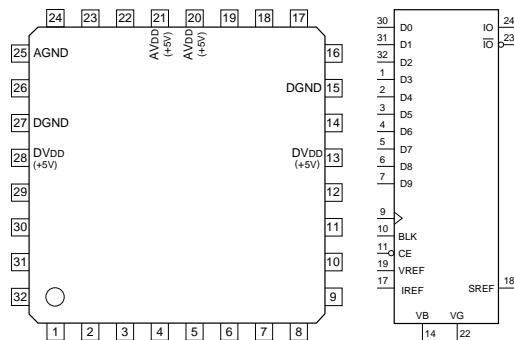 24 23 22 21 20 19 18 17
25 AGND
AVDD (+5V)
AVDD (+5V)
16
26
DGND 15
27 DGND
14
28 DVDD (+5V)
DVDD (+5V) 13
29
12
30
11
31
10
32
9
1 2 3 4 5 6 7 8
30 D0
31 D1
32 D2
1 D3
2 D4
3 D5
4 D6
5 D7
6 D8
7 D9
9
10 BLK
11 CE
19 VREF
17 IREF
IO 24
IO 23
SREF 18
VB VG
14 22